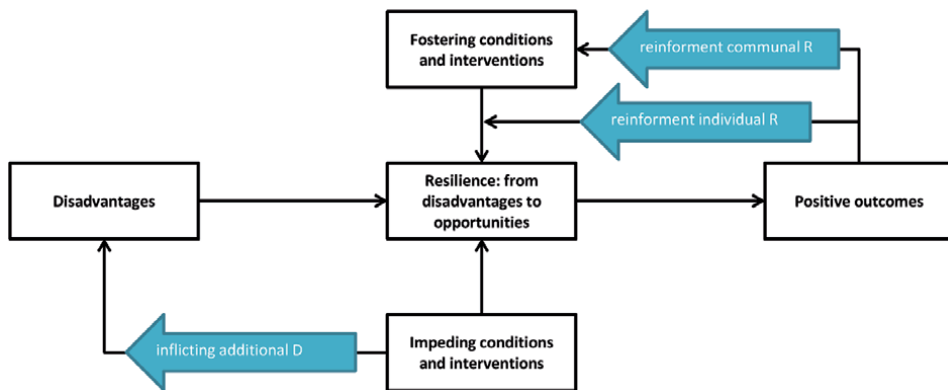 Fostering conditions
and interventions
reinforment communal R
reinforment individual R
Disadvantages
Resilience: from
disadvantages to
opportunities
Positive outcomes
inflicting additional D
Impeding conditions
and interventions